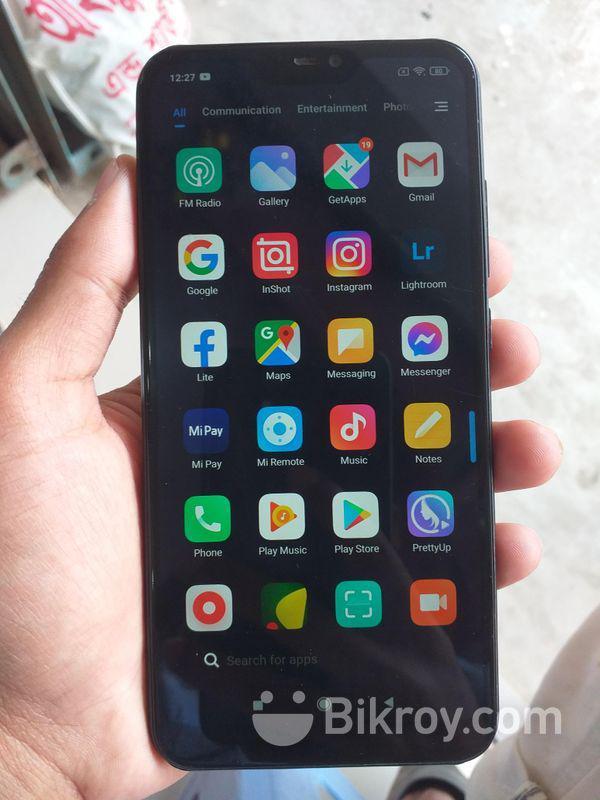 12:27
80
All Communication Entertainment Photo
19
FM Radio Gallery GetApps Gmail
G
Lr
Google InShot Instagram Lightroom
G
Lite Maps Messaging Messenger
Mi Pay
Mi Pay Mi Remote Music Notes
Phone Play Music Play Store PrettyUp
Search for apps
Bikroy.com